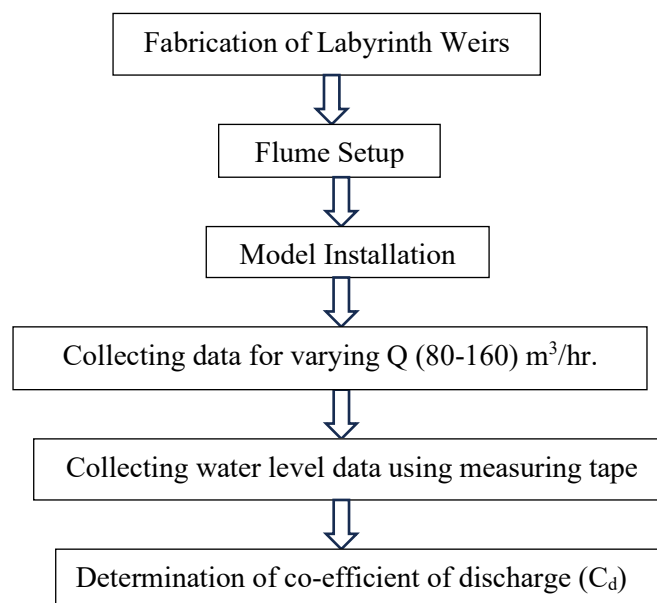 Fabrication of Labyrinth Weirs
Flume Setup
Model Installation
Collecting data for varying Q (80-160) m³/hr.
Collecting water level data using measuring tape
Determination of co-efficient of discharge (C_d)